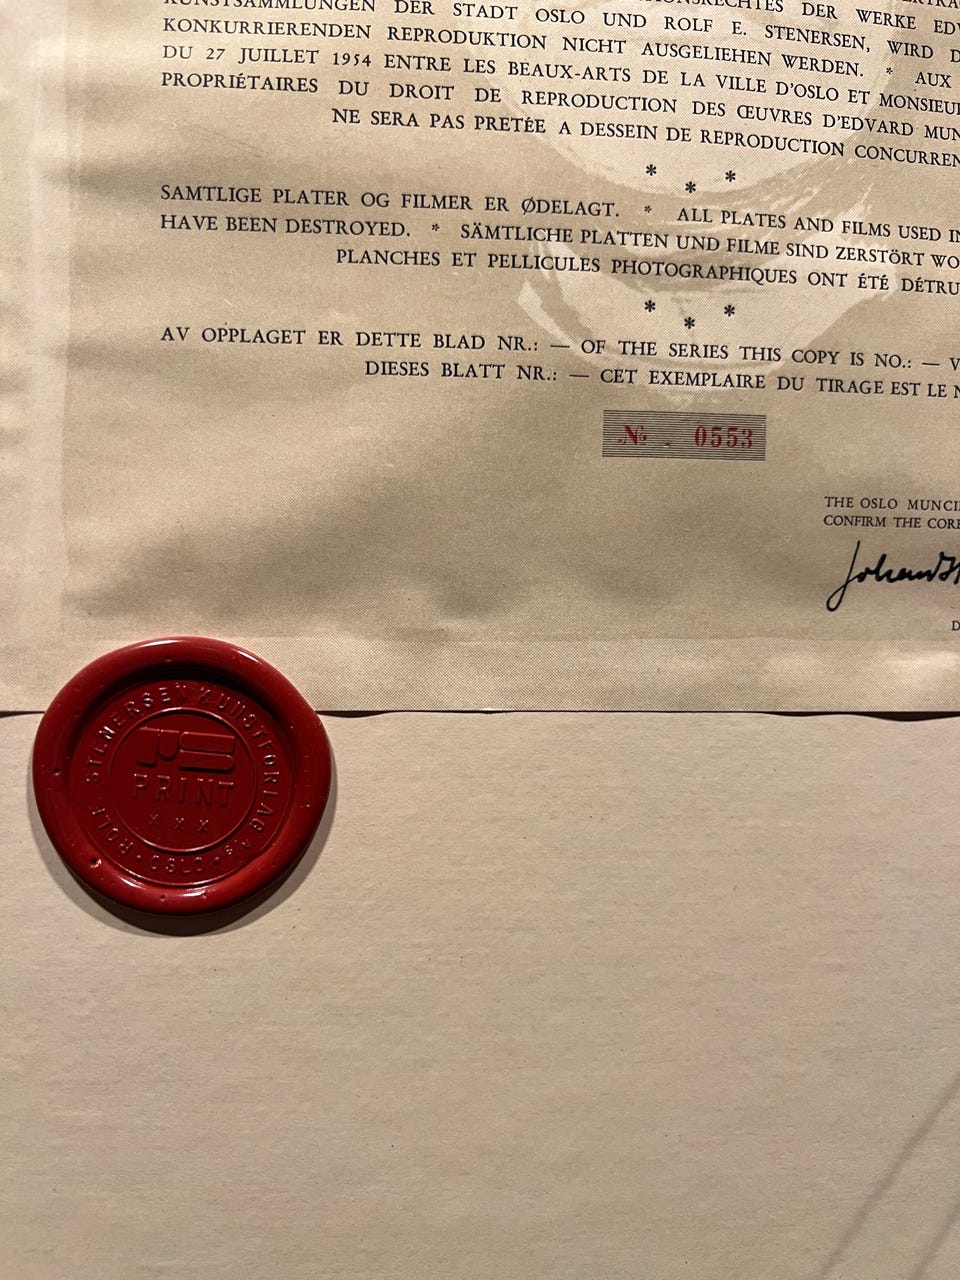 KUNSTSAMMLUNGEN DER STADT OSLO UND ROLF E. STENERSEN, WIRD
KONKURRIERENDEN REPRODUKTION NICHT AUSGELIEHEN WERDEN. * AUX
DU 27 JUILLET 1954 ENTRE LES BEAUX-ARTS DE LA VILLE D'OSLO ET MONSIEU
PROPRIÉTAIRES DU DROIT DE REPRODUCTION DES ŒUVRES D'EDVARD MUN
NE SERA PAS PRETÉE A DESSEIN DE REPRODUCTION CONCURREN
* * *
SAMTLIGE PLATER OG FILMER ER ØDELAGT. * ALL PLATES AND FILMS USED IN
HAVE BEEN DESTROYED. * SÄMTLICHE PLATTEN UND FILME SIND ZERSTÖRT WO
PLANCHES ET PELLICULES PHOTOGRAPHIQUES ONT ÉTÉ DÉTRU
* * *
AV OPPLAGET ER DETTE BLAD NR.: — OF THE SERIES THIS COPY IS NO.: — V
DIESES BLATT NR.: — CET EXEMPLAIRE DU TIRAGE EST LE N
№ . 0553
THE OSLO MUNCI
CONFIRM THE COR
D
ROLF STENERSEN KUNSTFORLAG A/S · OSLO ·
PRINT
X X X